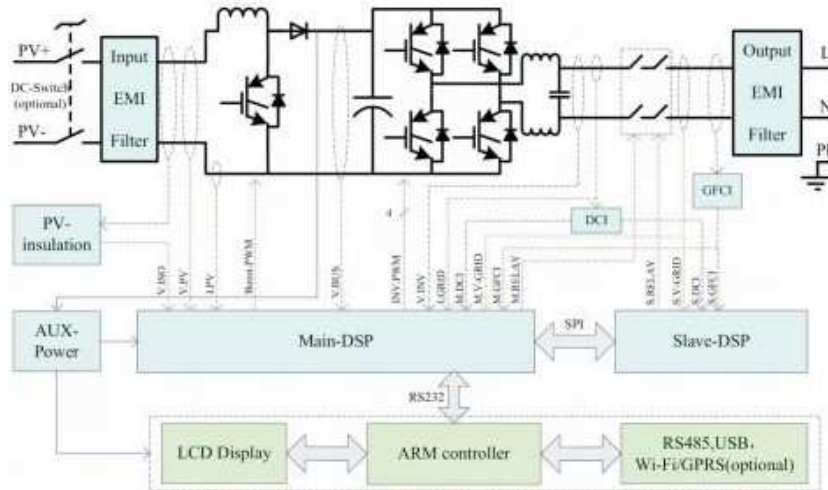 PV+
DC-Switch
(optional)
PV-
Input
EMI
Filter
Output
EMI
Filter
L
N
GFCI
DCI
PV-
insulation
4
V.ISO
V.PV
I.PV
Boost.PWM
V.BUS
INV.PWM
V.INV
I.GRID
M.DCI
M.V-GRID
M.GFCI
M.RELAY
S.RELAY
S.V-GRID
S.DCI
S.GFCI
AUX-
Power
Main-DSP
SPI
Slave-DSP
RS232
LCD Display
ARM controller
RS485,USB,
Wi-Fi/GPRS(optional)